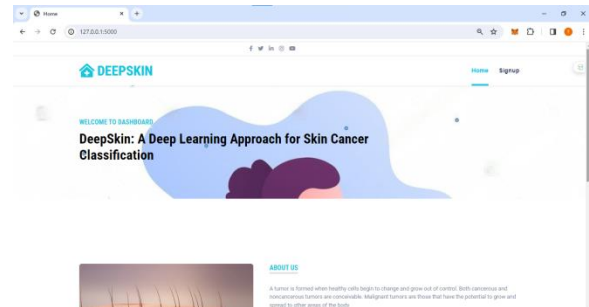 Home
127.0.0.1:5000
DEEPSKIN
Home Signup
WELCOME TO DASHBOARD
DeepSkin: A Deep Learning Approach for Skin Cancer
Classification
ABOUT US
A tumor is formed when healthy cells begin to change and grow out of control. Both cancerous and
noncancerous tumors are conceivable. Malignant tumors are those that have the potential to grow and
spread to other areas of the body.